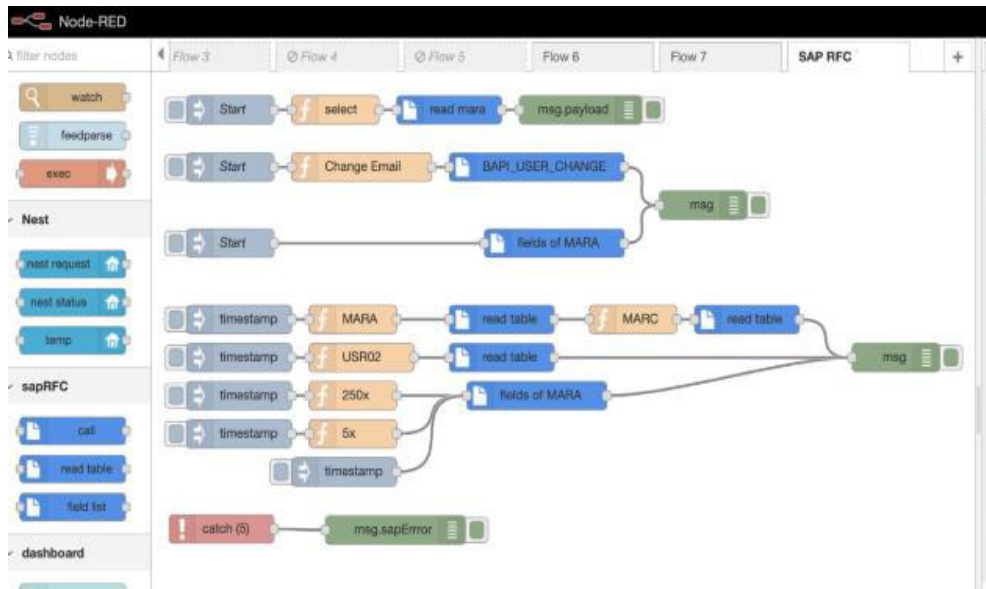 Node-RED
filter nodes
Flow 3
Flow 4
Flow 5
Flow 6
Flow 7
SAP RFC
+
watch
feedparse
exec
Nest
nest request
nest status
temp
sapRFC
call
read table
field list
dashboard
Start
select
read mara
msg.payload
Start
Change Email
BAPI_USER_CHANGE
msg
Start
fields of MARA
timestamp
MARA
read table
MARC
read table
timestamp
USR02
read table
msg
timestamp
250x
fields of MARA
timestamp
5x
timestamp
catch (5)
msg.sapErrror